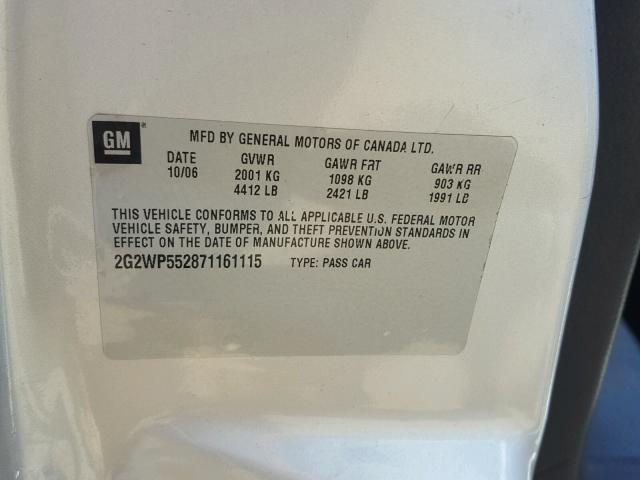 GM
MFD BY GENERAL MOTORS OF CANADA LTD.
DATE GVWR GAWR FRT GAWR RR
10/06 2001 KG 1098 KG 903 KG
4412 LB 2421 LB 1991 LB
THIS VEHICLE CONFORMS TO ALL APPLICABLE U.S. FEDERAL MOTOR
VEHICLE SAFETY, BUMPER, AND THEFT PREVENTION STANDARDS IN
EFFECT ON THE DATE OF MANUFACTURE SHOWN ABOVE.
2G2WP552871161115 TYPE: PASS CAR